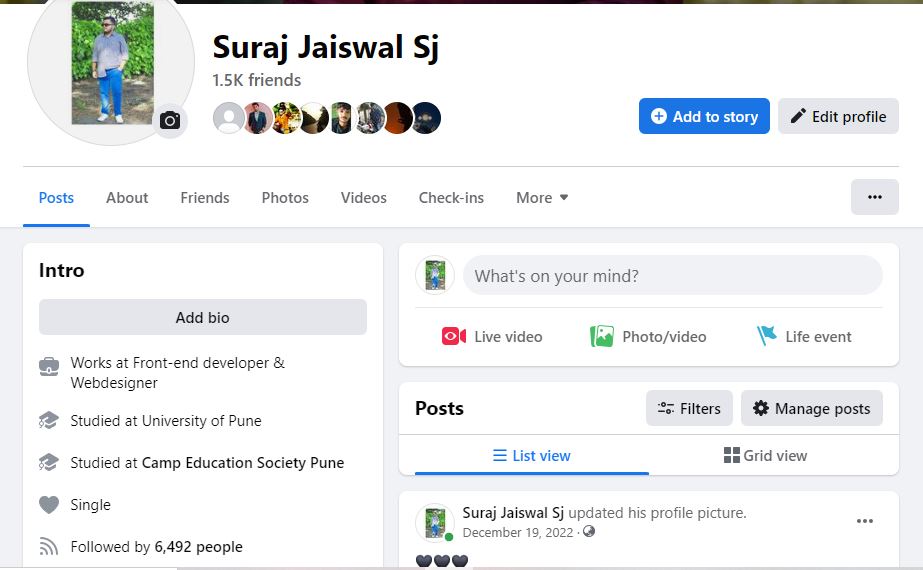 Suraj Jaiswal Sj
1.5K friends
Add to story
Edit profile
Posts
About
Friends
Photos
Videos
Check-ins
More
Intro
Add bio
Works at Front-end developer &
Webdesigner
Studied at University of Pune
Studied at Camp Education Society Pune
Single
Followed by 6,492 people
What's on your mind?
Live video
Photo/video
Life event
Posts
Filters
Manage posts
List view
Grid view
Suraj Jaiswal Sj updated his profile picture.
December 19, 2022 ·